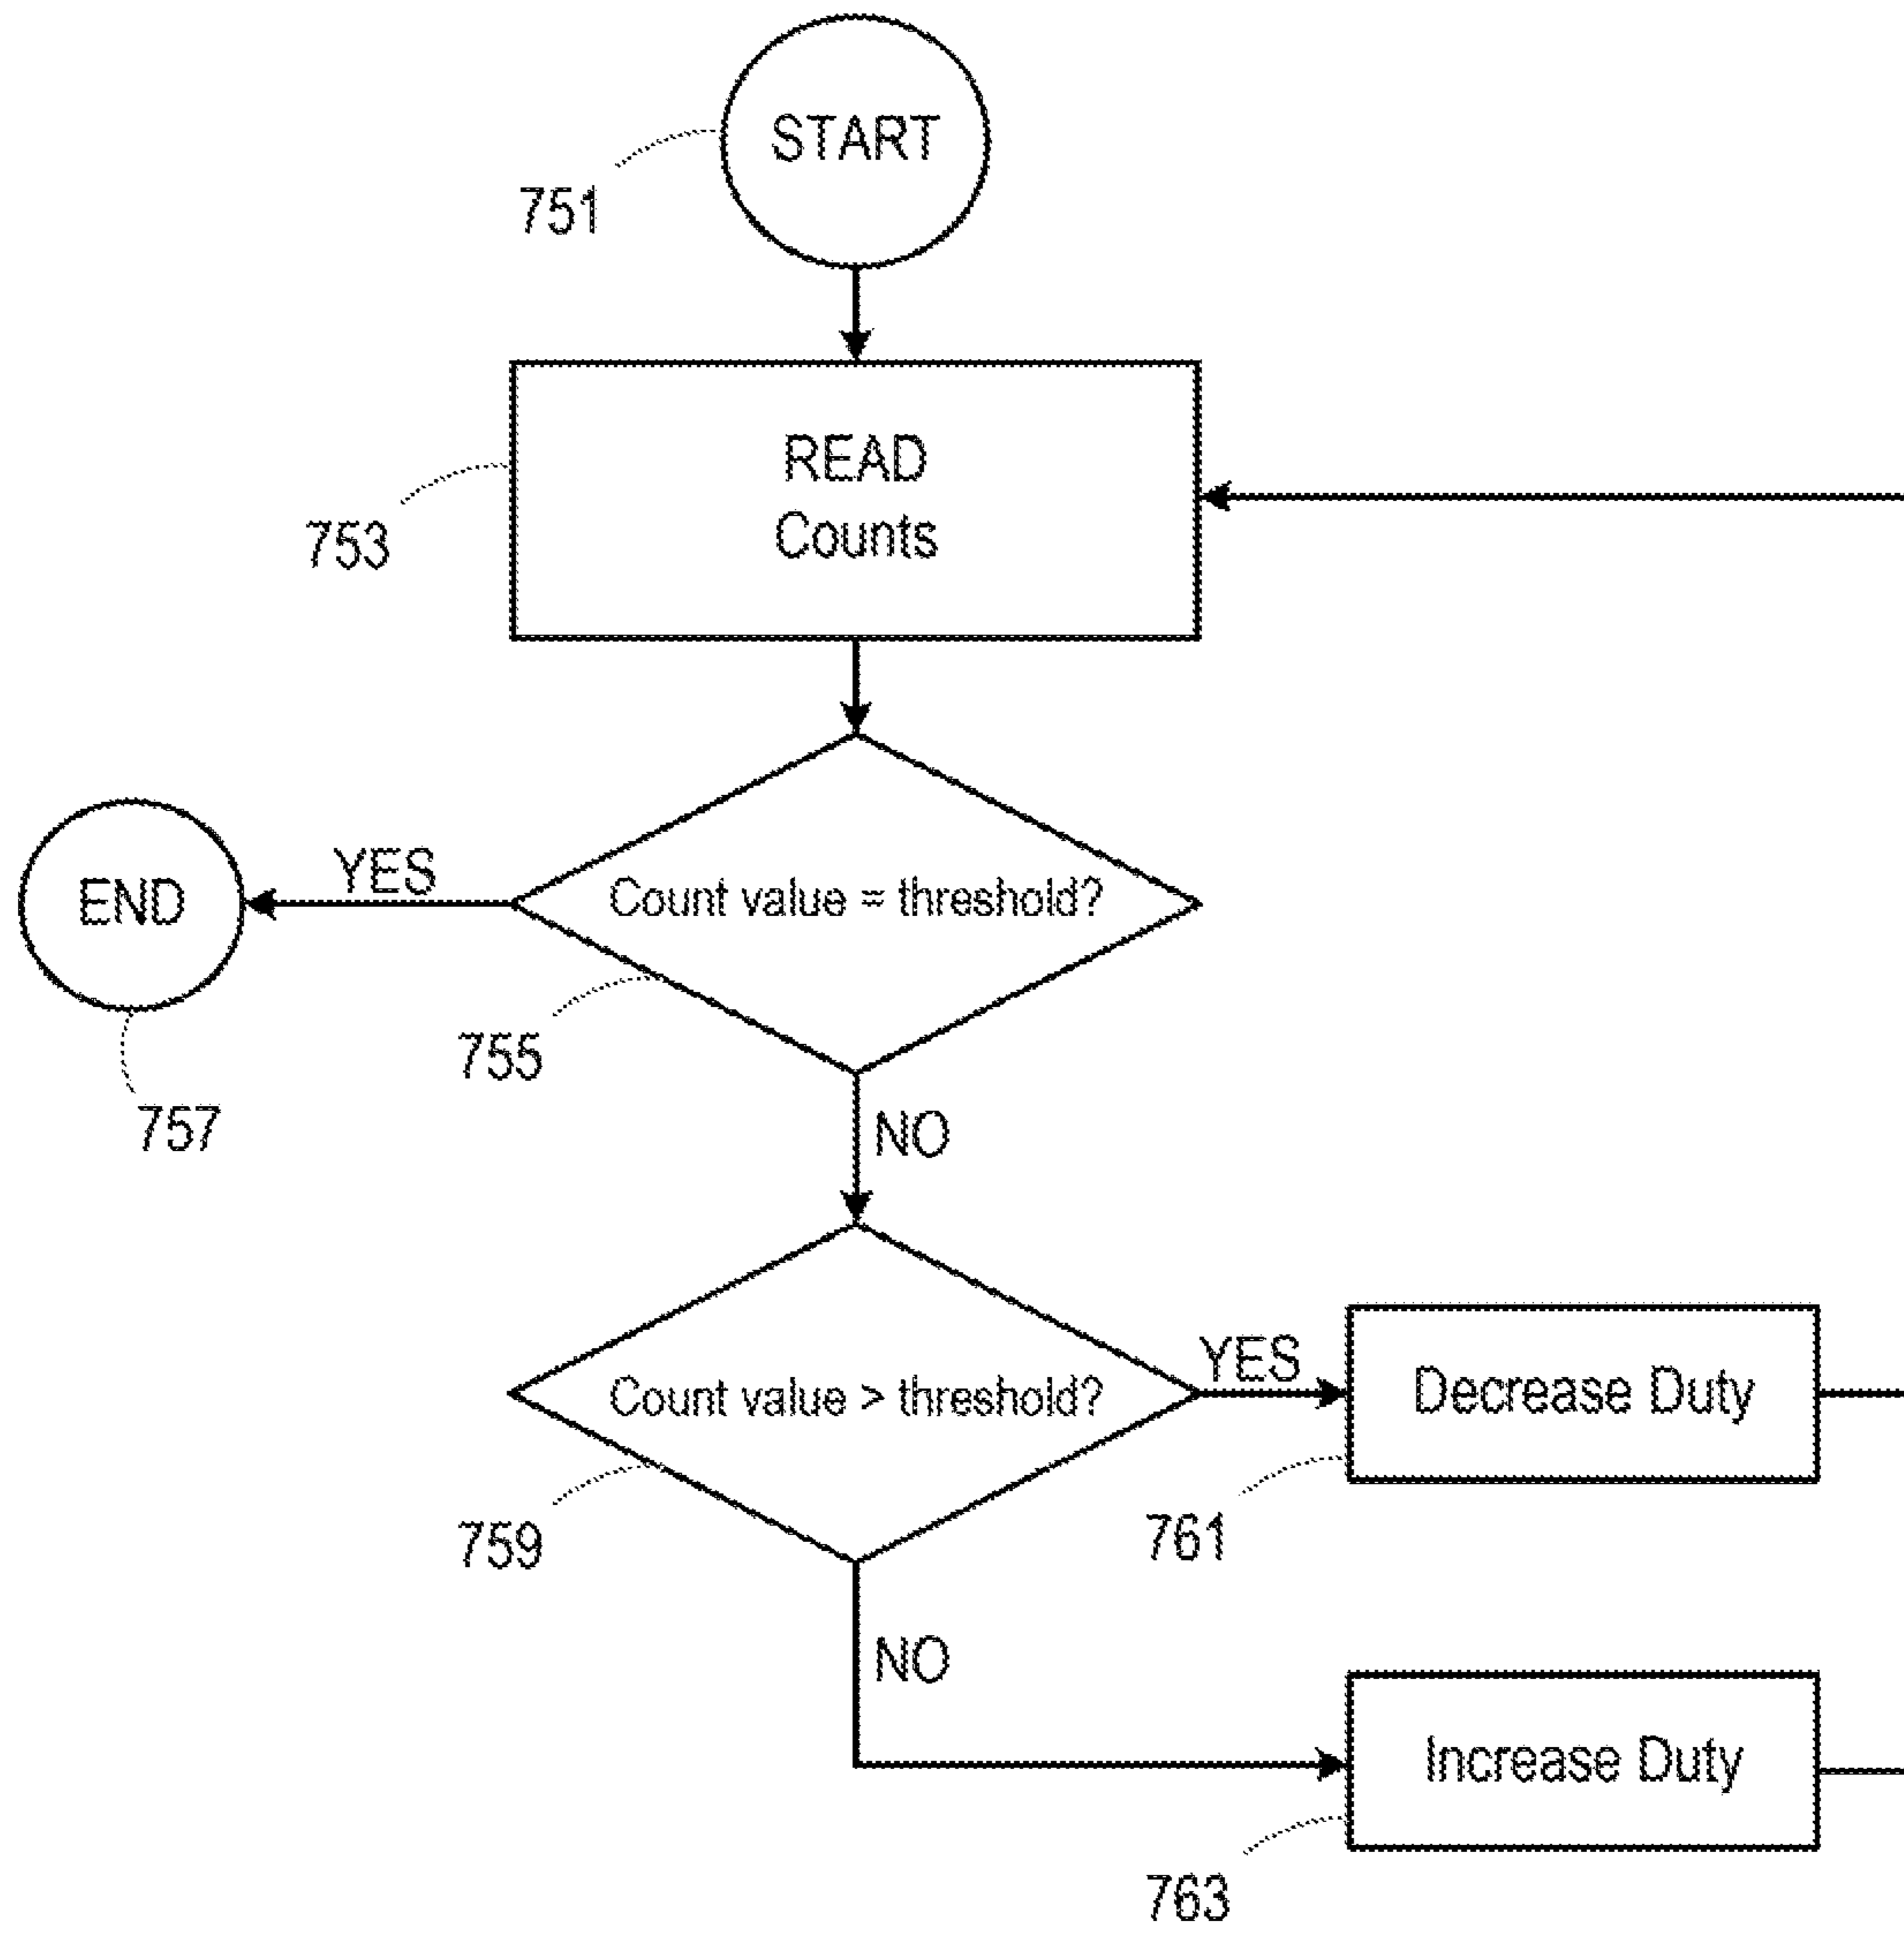 START
751
READ
Counts
753
Count value = threshold?
YES
END
755
757
NO
Count value > threshold?
YES
Decrease Duty
759
761
NO
Increase Duty
763